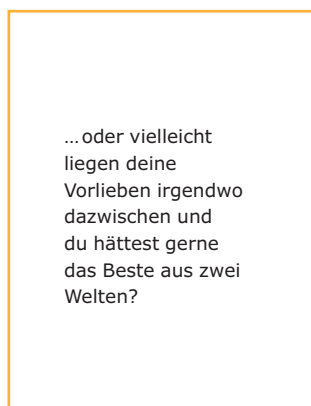 …oder vielleicht
liegen deine
Vorlieben irgendwo
dazwischen und
du hättest gerne
das Beste aus zwei
Welten?